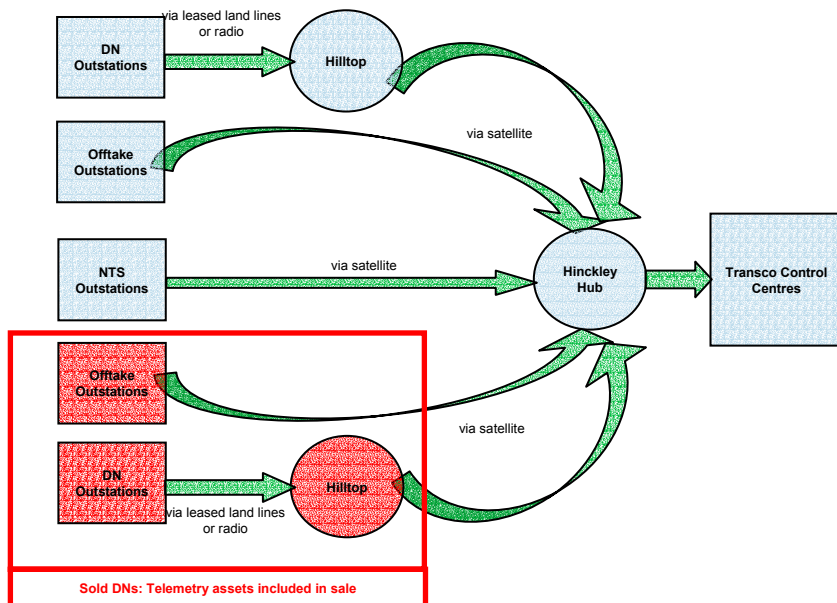 via leased land lines
or radio
DN
Outstations
Hilltop
Offtake
Outstations
via satellite
NTS
Outstations
via satellite
Hinckley
Hub
Transco Control
Centres
Offtake
Outstations
via satellite
DN
Outstations
Hilltop
via leased land lines
or radio
Sold DNs: Telemetry assets included in sale